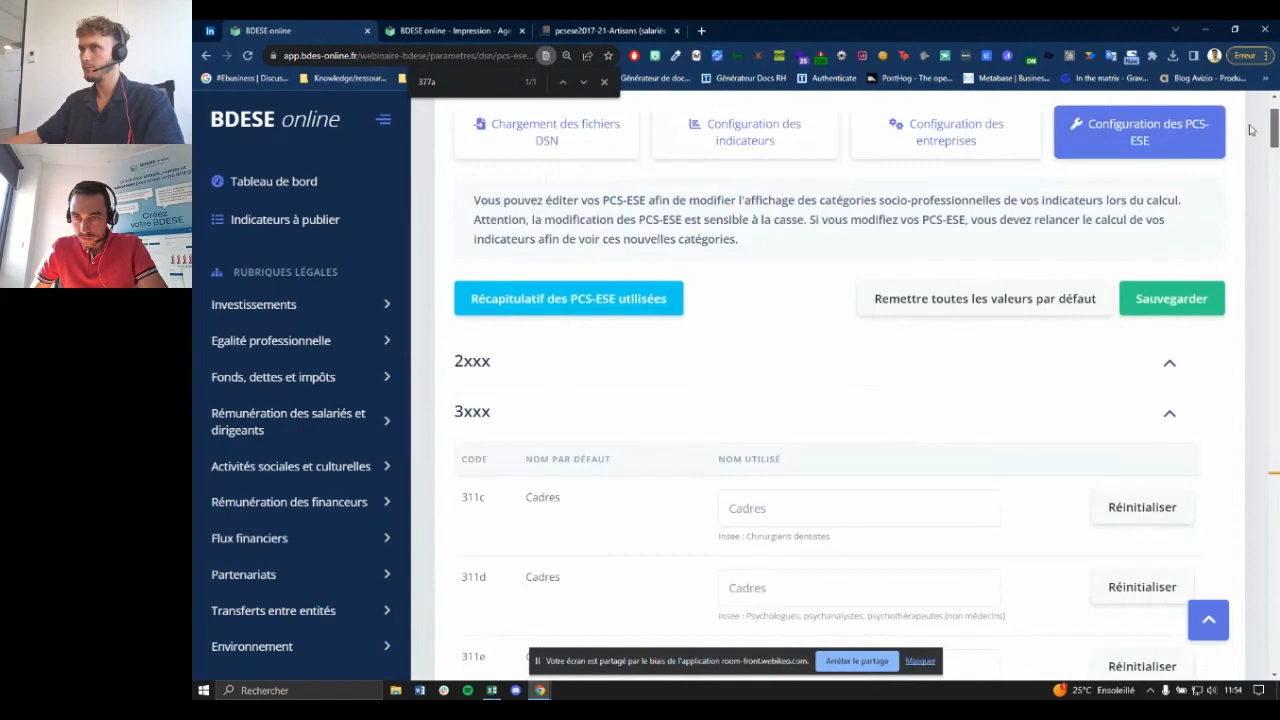 BDESE online
BDESE online - Impression - Age
pcsese2017-21-Artisans (salariés
app.bdes-online.fr/webinaire-bdese/parametres/dsn/pcs-ese...
Erreur
#Ebusiness | Discus...
Knowledge/ressour...
377a
1/1
Générateur de doc...
Générateur Docs RH
Authenticate
PostHog - The ope...
Metabase | Business...
In the matrix - Grav...
Blog Avizio - Produ...
BDESE online
Tableau de bord
Indicateurs à publier
RUBRIQUES LÉGALES
Investissements
Egalité professionnelle
Fonds, dettes et impôts
Rémunération des salariés et
dirigeants
Activités sociales et culturelles
Rémunération des financeurs
Flux financiers
Partenariats
Transferts entre entités
Environnement
Chargement des fichiers
DSN
Configuration des
indicateurs
Configuration des
entreprises
Configuration des PCS-
ESE
Vous pouvez éditer vos PCS-ESE afin de modifier l'affichage des catégories socio-professionnelles de vos indicateurs lors du calcul.
Attention, la modification des PCS-ESE est sensible à la casse. Si vous modifiez vos PCS-ESE, vous devez relancer le calcul de vos
indicateurs afin de voir ces nouvelles catégories.
Récapitulatif des PCS-ESE utilisées
Remettre toutes les valeurs par défaut
Sauvegarder
2xxx
3xxx
CODE NOM PAR DÉFAUT NOM UTILISÉ
311c Cadres Cadres Réinitialiser
Insee : Chirurgiens dentistes
311d Cadres Cadres Réinitialiser
Insee : Psychologues, psychanalystes, psychothérapeutes (non médecins)
311e Réinitialiser
Votre écran est partagé par le biais de l'application room-front.webikeo.com.
Arrêter le partage
Masquer
Rechercher
25°C Ensoleillé
11:54
Créez
votre BDESE